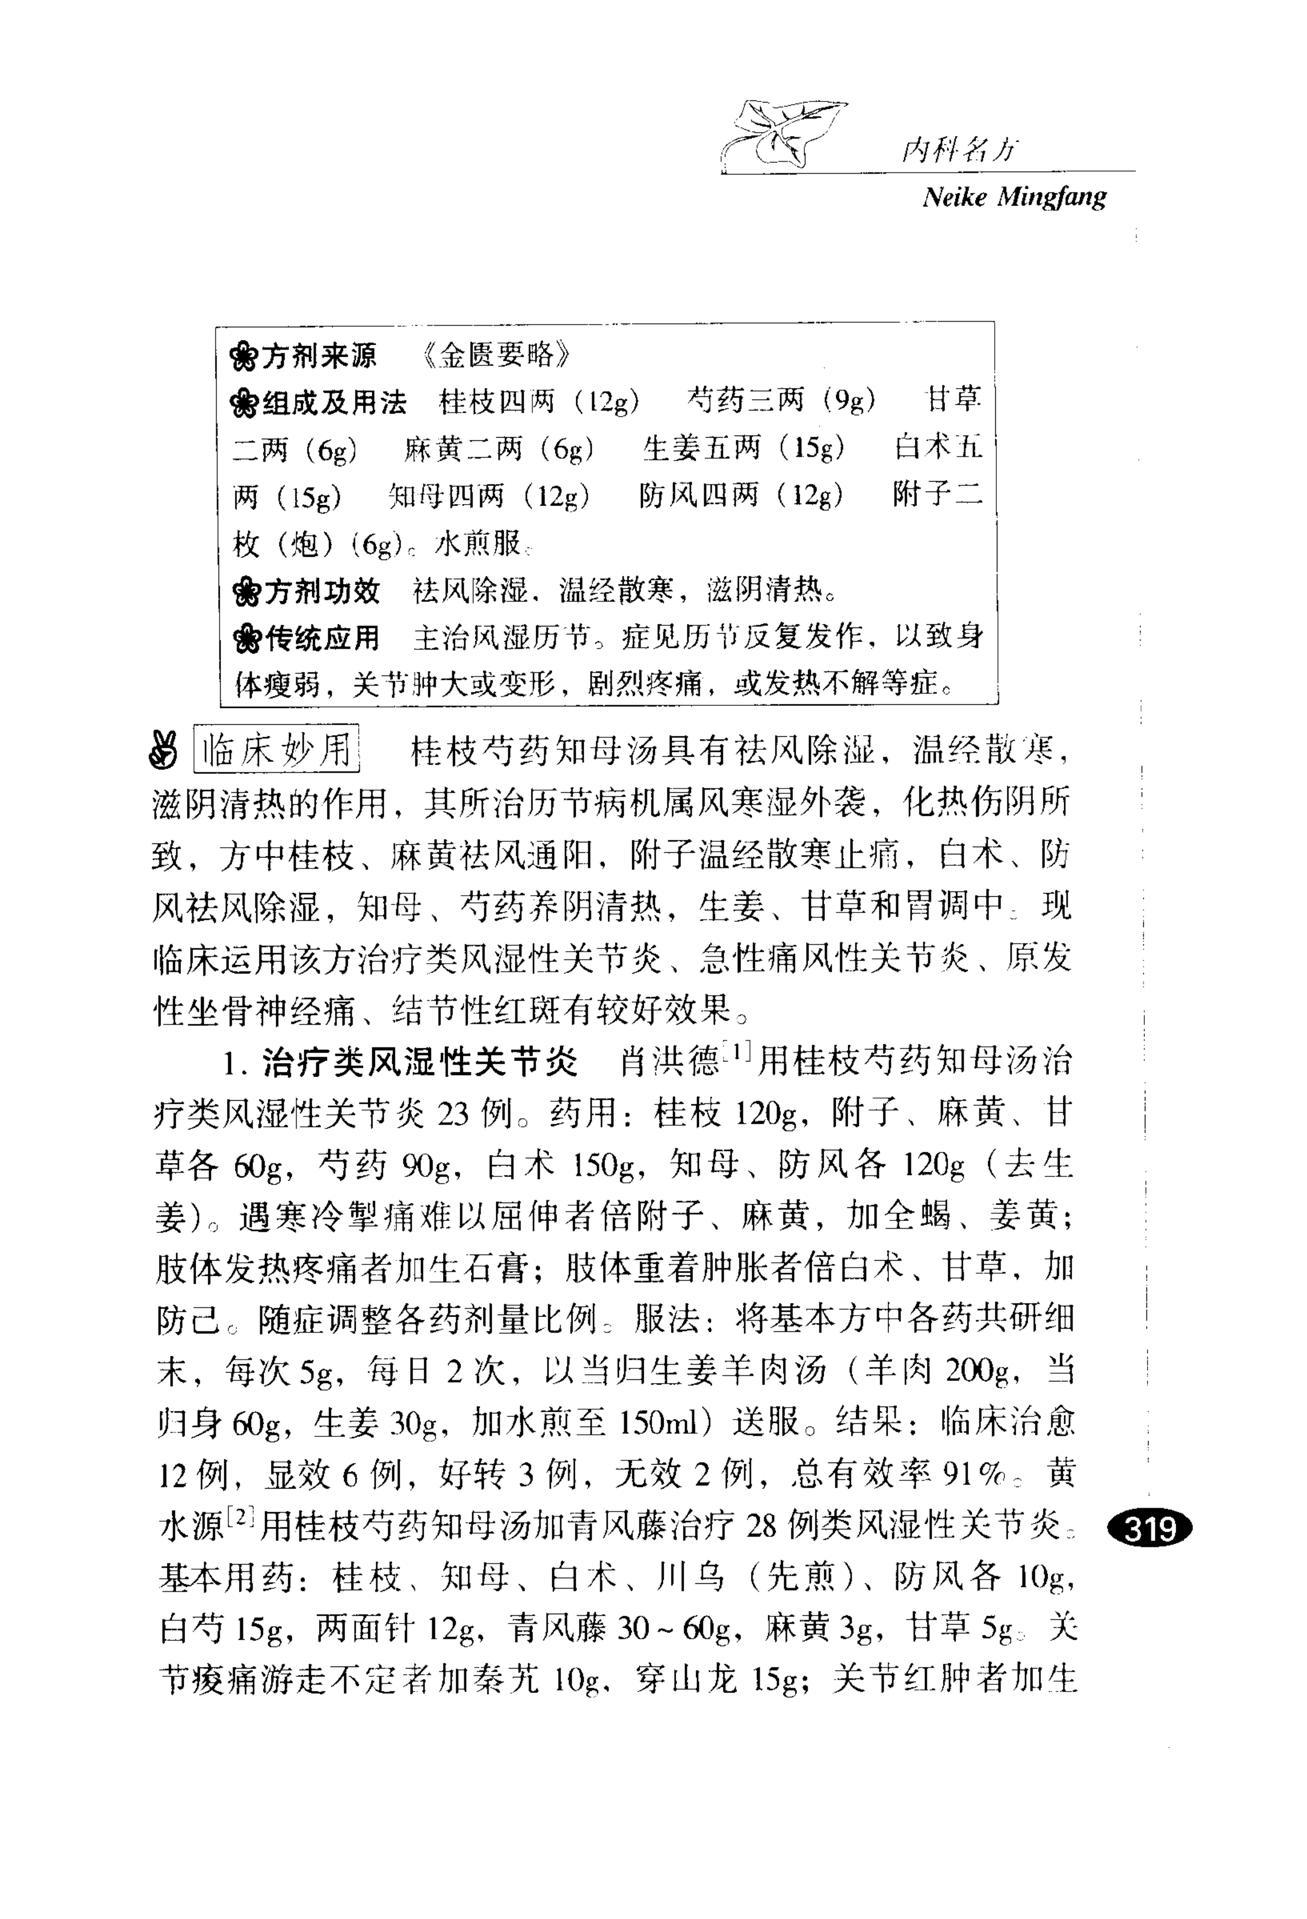 内科名方
Neike Mingfang
方剂来源 《金匮要略》
组成及用法 桂枝四两（12g） 芍药三两（9g） 甘草
二两（6g） 麻黄二两（6g） 生姜五两（15g） 白术五
两（15g） 知母四两（12g） 防风四两（12g） 附子二
枚（炮）（6g）。水煎服。
方剂功效 祛风除湿，温经散寒，滋阴清热。
传统应用 主治风湿历节。症见历节反复发作，以致身
体瘦弱，关节肿大或变形，剧烈疼痛，或发热不解等症。
临床妙用 桂枝芍药知母汤具有祛风除湿，温经散寒，
滋阴清热的作用，其所治历节病机属风寒湿外袭，化热伤阴所
致，方中桂枝、麻黄祛风通阳，附子温经散寒止痛，白术、防
风祛风除湿，知母、芍药养阴清热，生姜、甘草和胃调中。现
临床运用该方治疗类风湿性关节炎、急性痛风性关节炎、原发
性坐骨神经痛、结节性红斑有较好效果。
1. 治疗类风湿性关节炎 肖洪德[1]用桂枝芍药知母汤治
疗类风湿性关节炎 23 例。药用：桂枝 120g，附子、麻黄、甘
草各 60g，芍药 90g，白术 150g，知母、防风各 120g（去生
姜）。遇寒冷掣痛难以屈伸者倍附子、麻黄，加全蝎、姜黄；
肢体发热疼痛者加生石膏；肢体重着肿胀者倍白术、甘草，加
防己。随症调整各药剂量比例。服法：将基本方中各药共研细
末，每次 5g，每日 2 次，以当归生姜羊肉汤（羊肉 200g，当
归身 60g，生姜 30g，加水煎至 150ml）送服。结果：临床治愈
12 例，显效 6 例，好转 3 例，无效 2 例，总有效率 91%。黄
水源[2]用桂枝芍药知母汤加青风藤治疗 28 例类风湿性关节炎。
基本用药：桂枝、知母、白术、川乌（先煎）、防风各 10g，
白芍 15g，两面针 12g，青风藤 30～60g，麻黄 3g，甘草 5g。关
节痠痛游走不定者加秦艽 10g，穿山龙 15g；关节红肿者加生
319